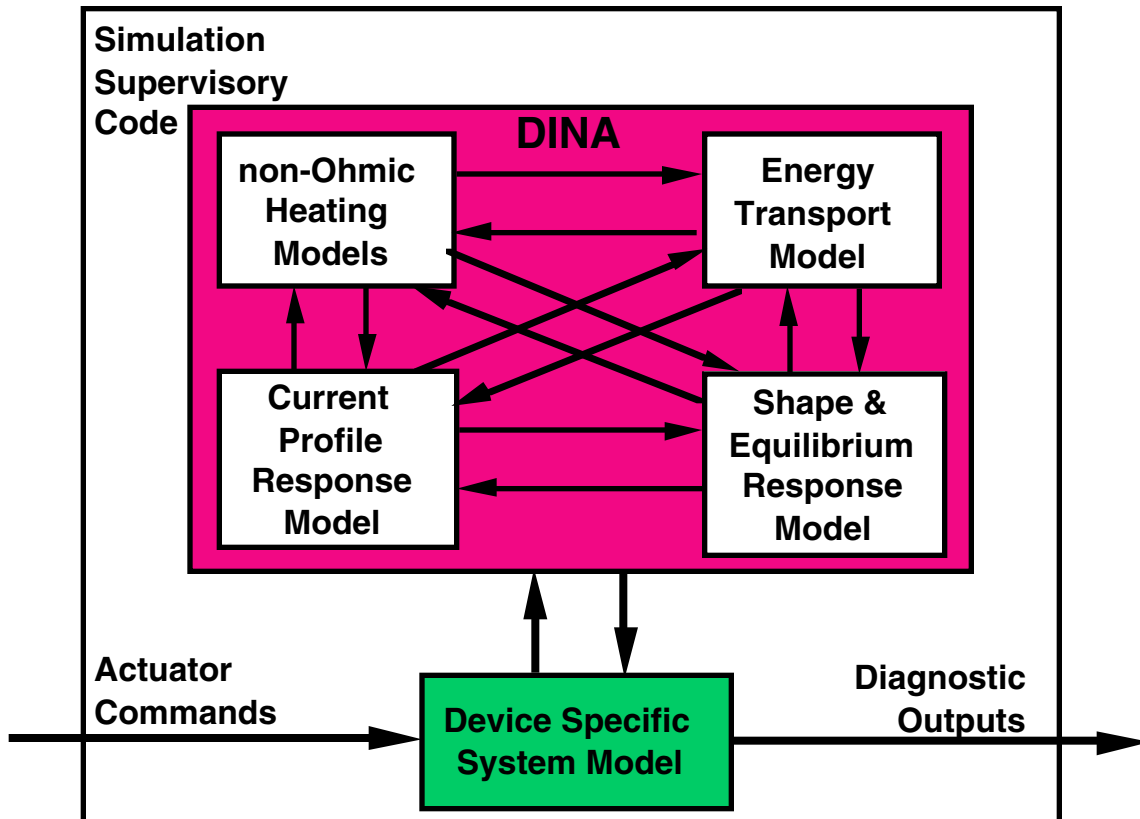 Simulation
Supervisory
Code
DINA
non-Ohmic
Heating
Models
Energy
Transport
Model
Current
Profile
Response
Model
Shape &
Equilibrium
Response
Model
Actuator
Commands
Device Specific
System Model
Diagnostic
Outputs